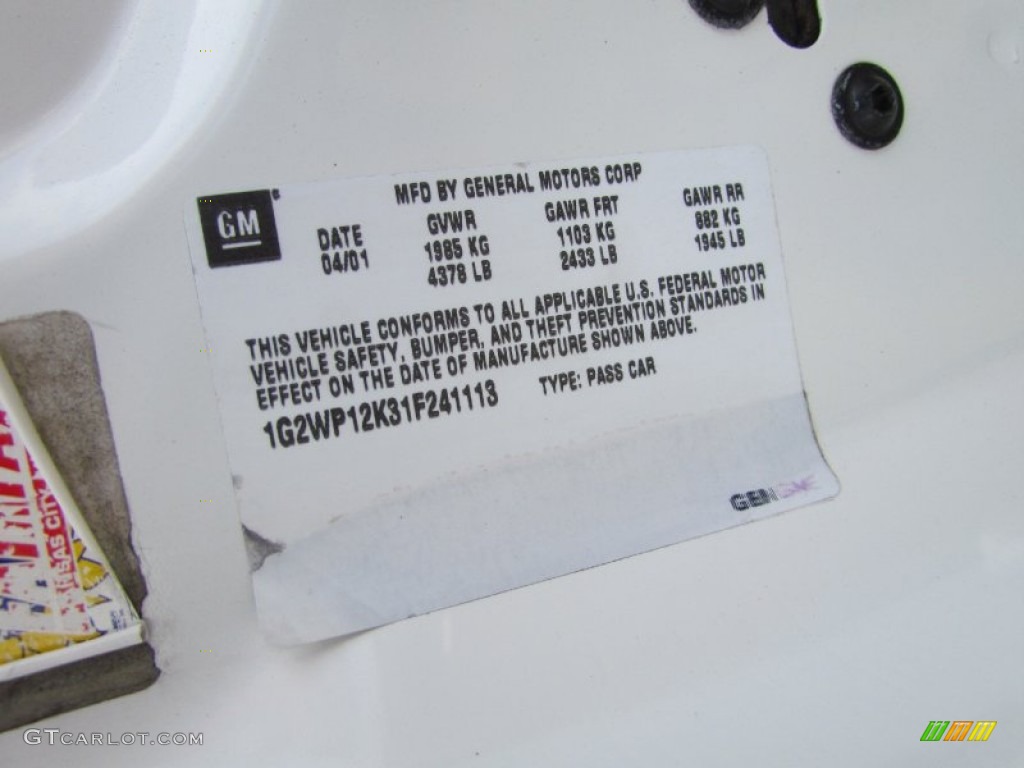 MFD BY GENERAL MOTORS CORP
GM
DATE GVWR GAWR FRT GAWR RR
04/01 1985 KG 1103 KG 882 KG
4378 LB 2433 LB 1945 LB
THIS VEHICLE CONFORMS TO ALL APPLICABLE U.S. FEDERAL MOTOR
VEHICLE SAFETY, BUMPER, AND THEFT PREVENTION STANDARDS IN
EFFECT ON THE DATE OF MANUFACTURE SHOWN ABOVE.
1G2WP12K31F241113 TYPE: PASS CAR
KANSAS CITY
GTCARLOT.COM